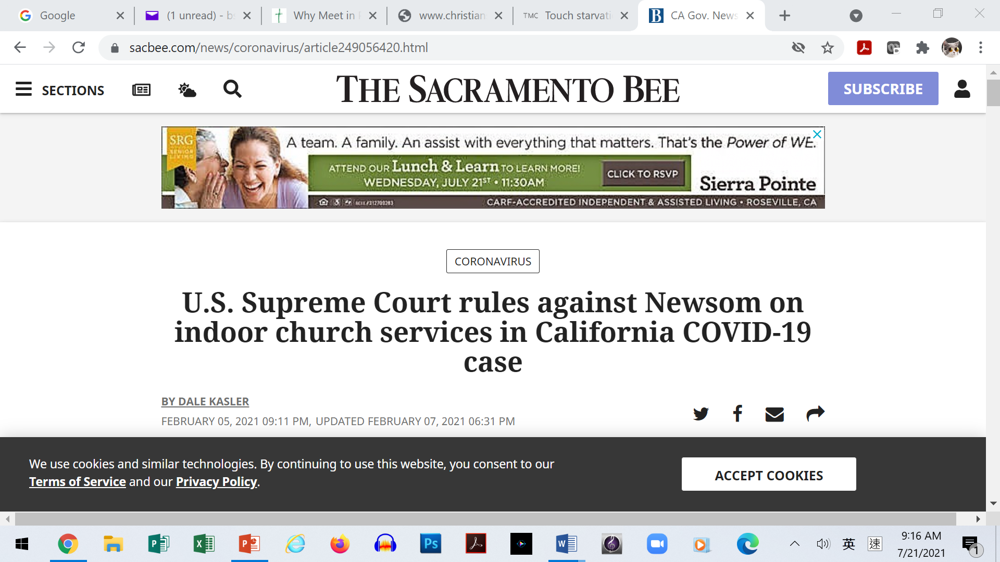 Google
(1 unread) - bs
Why Meet in P
www.christian
TMC Touch starvati
B CA Gov. News
sacbee.com/news/coronavirus/article249056420.html
SECTIONS
THE SACRAMENTO BEE
SUBSCRIBE
SRG
SENIOR
LIVING
A team. A family. An assist with everything that matters. That's the Power of WE.
ATTEND OUR Lunch & Learn TO LEARN MORE!
WEDNESDAY, JULY 21ST • 11:30AM
CLICK TO RSVP
Sierra Pointe
CARF-ACCREDITED INDEPENDENT & ASSISTED LIVING • ROSEVILLE, CA
CORONAVIRUS
U.S. Supreme Court rules against Newsom on
indoor church services in California COVID-19
case
BY DALE KASLER
FEBRUARY 05, 2021 09:11 PM, UPDATED FEBRUARY 07, 2021 06:31 PM
We use cookies and similar technologies. By continuing to use this website, you consent to our
Terms of Service and our Privacy Policy.
ACCEPT COOKIES
Ps
英
速
9:16 AM
7/21/2021
1